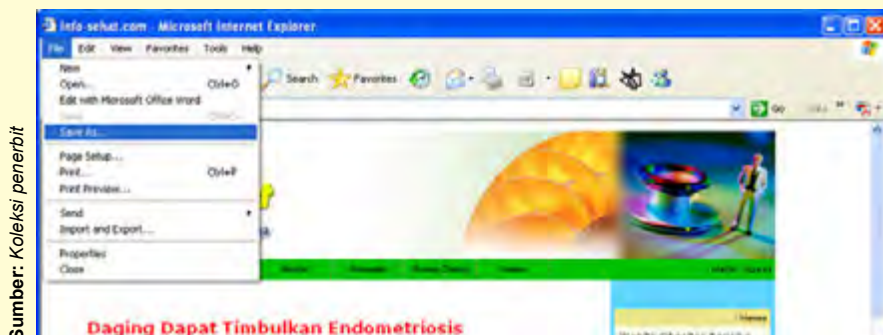 Info-sehat.com - Microsoft Internet Explorer
File Edit View Favorites Tools Help
New
Open... Ctrl+O
Edit with Microsoft Office Word
Save As...
Page Setup...
Print... Ctrl+P
Print Preview...
Send
Import and Export...
Properties
Close
Search Favorites
Go
Daging Dapat Timbulkan Endometriosis
Sumber: Koleksi penerbit